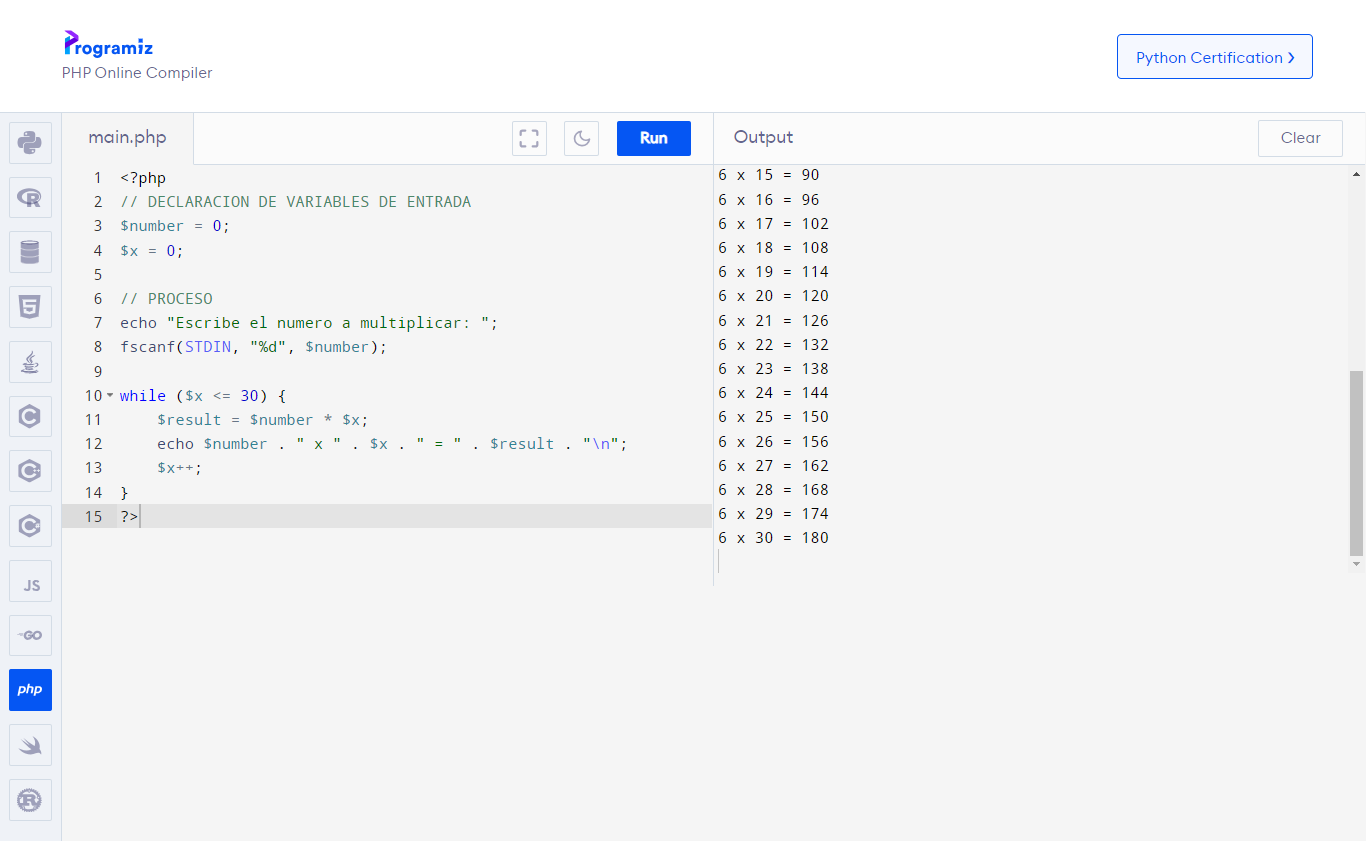 Programiz
PHP Online Compiler
Python Certification
main.php
Run
Output
Clear
1 <?php
2 // DECLARACION DE VARIABLES DE ENTRADA
3 $number = 0;
4 $x = 0;
5
6 // PROCESO
7 echo "Escribe el numero a multiplicar: ";
8 fscanf(STDIN, "%d", $number);
9
10 while ($x <= 30) {
11     $result = $number * $x;
12     echo $number . " x " . $x . " = " . $result . "\n";
13     $x++;
14 }
15 ?>
6 x 15 = 90
6 x 16 = 96
6 x 17 = 102
6 x 18 = 108
6 x 19 = 114
6 x 20 = 120
6 x 21 = 126
6 x 22 = 132
6 x 23 = 138
6 x 24 = 144
6 x 25 = 150
6 x 26 = 156
6 x 27 = 162
6 x 28 = 168
6 x 29 = 174
6 x 30 = 180
R
5
C
C
C
JS
GO
php
R